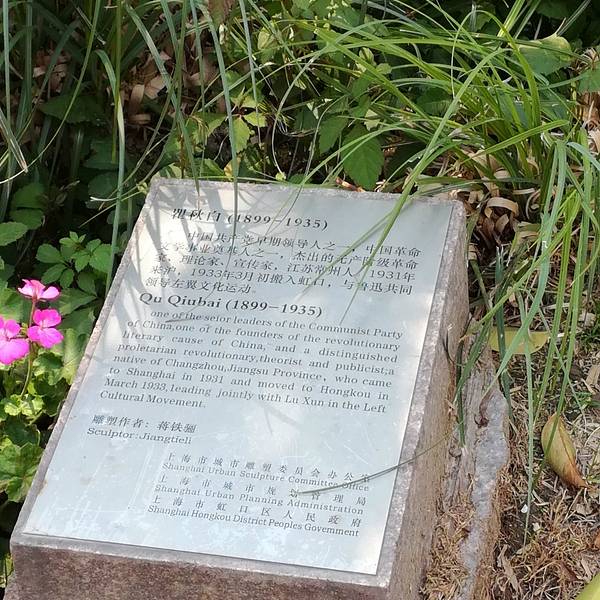 瞿秋白 (1899-1935)
中国共产党早期领导人之一，中国革命
文学事业奠基人之一，杰出的无产阶级革命
家、理论家、宣传家，江苏常州人，1931年
来沪，1933年3月初搬入虹口，与鲁迅共同
领导左翼文化运动。
Qu Qiubai (1899-1935)
one of the seior leaders of the Communist Party
of China,one of the founders of the revolutionary
literary cause of China, and a distinguished
proletarian revolutionary,theorist and publicist;a
native of Changzhou,Jiangsu Province, who came
to Shanghai in 1931 and moved to Hongkou in
March 1933,leading jointly with Lu Xun in the Left
Cultural Movement.
雕塑作者：蒋铁骊
Sculptor:Jiangtieli
上海市城市雕塑委员会办公室
Shanghai Urban Sculpture Committee Office
上海市城市规划管理局
Shanghai Urban Planning Administration
上海市虹口区人民政府
Shanghai Hongkou District Peoples Govemment